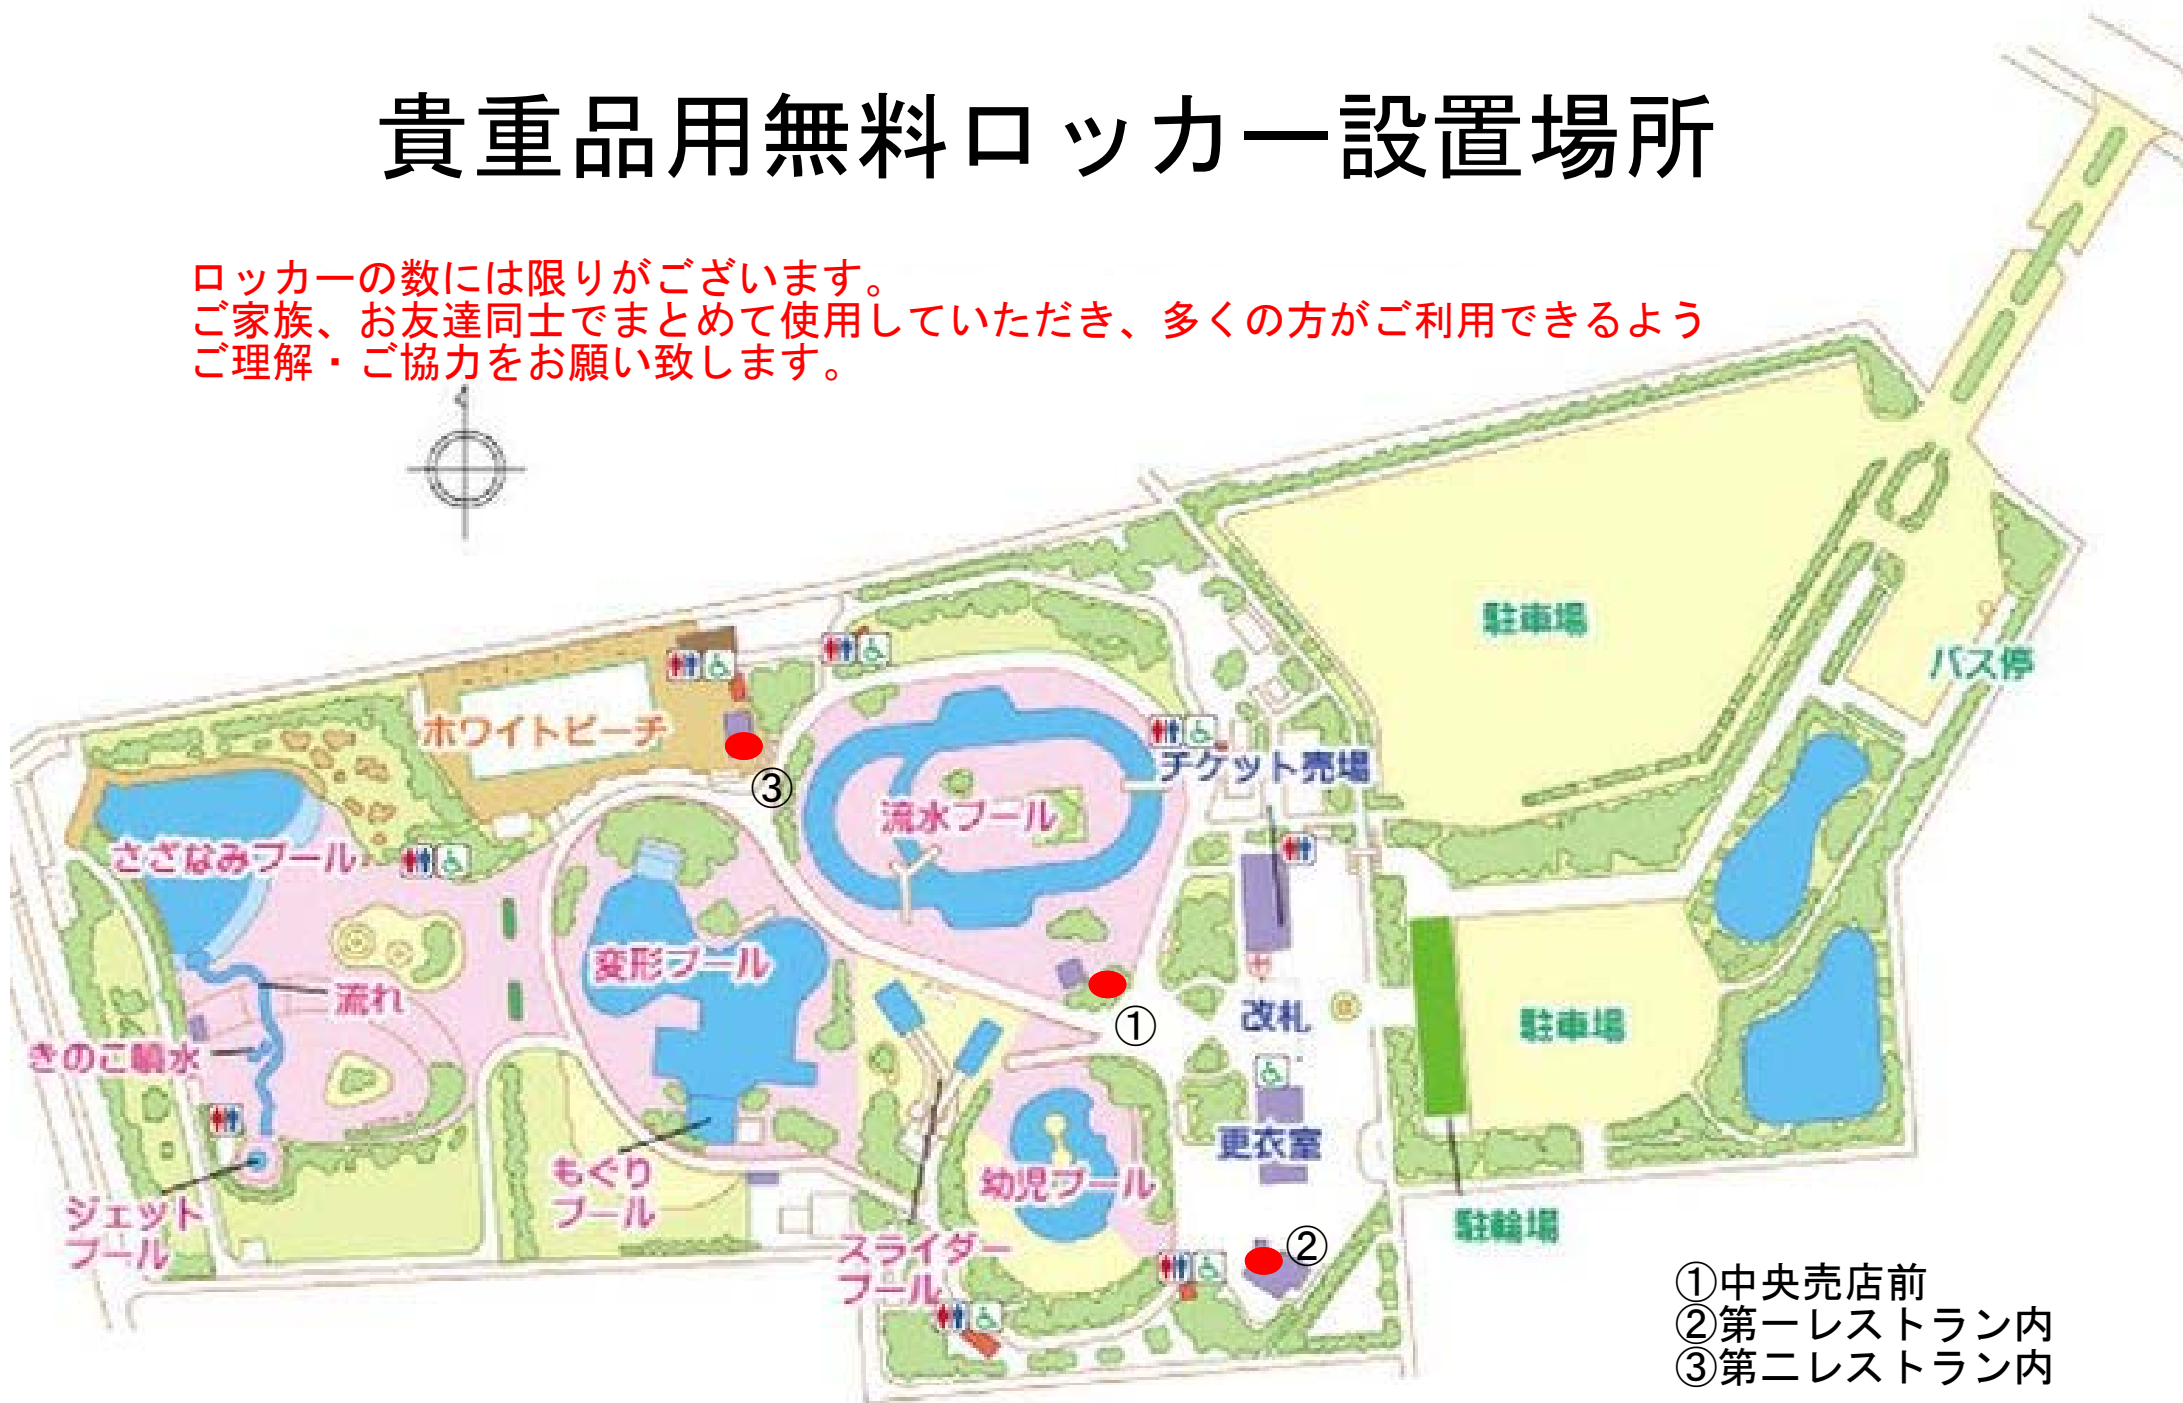 貴重品用無料ロッカー設置場所
ロッカーの数には限りがございます。
ご家族、お友達同士でまとめて使用していただき、多くの方がご利用できるよう
ご理解・ご協力をお願い致します。
駐車場
バス停
ホワイトビーチ
チケット売場
③
流水プール
さざなみプール
変形プール
流れ
改札
①
駐車場
きのこ噴水
更衣室
もぐり
プール
幼児プール
ジェット
プール
駐輪場
②
スライダー
プール
①中央売店前
②第一レストラン内
③第二レストラン内